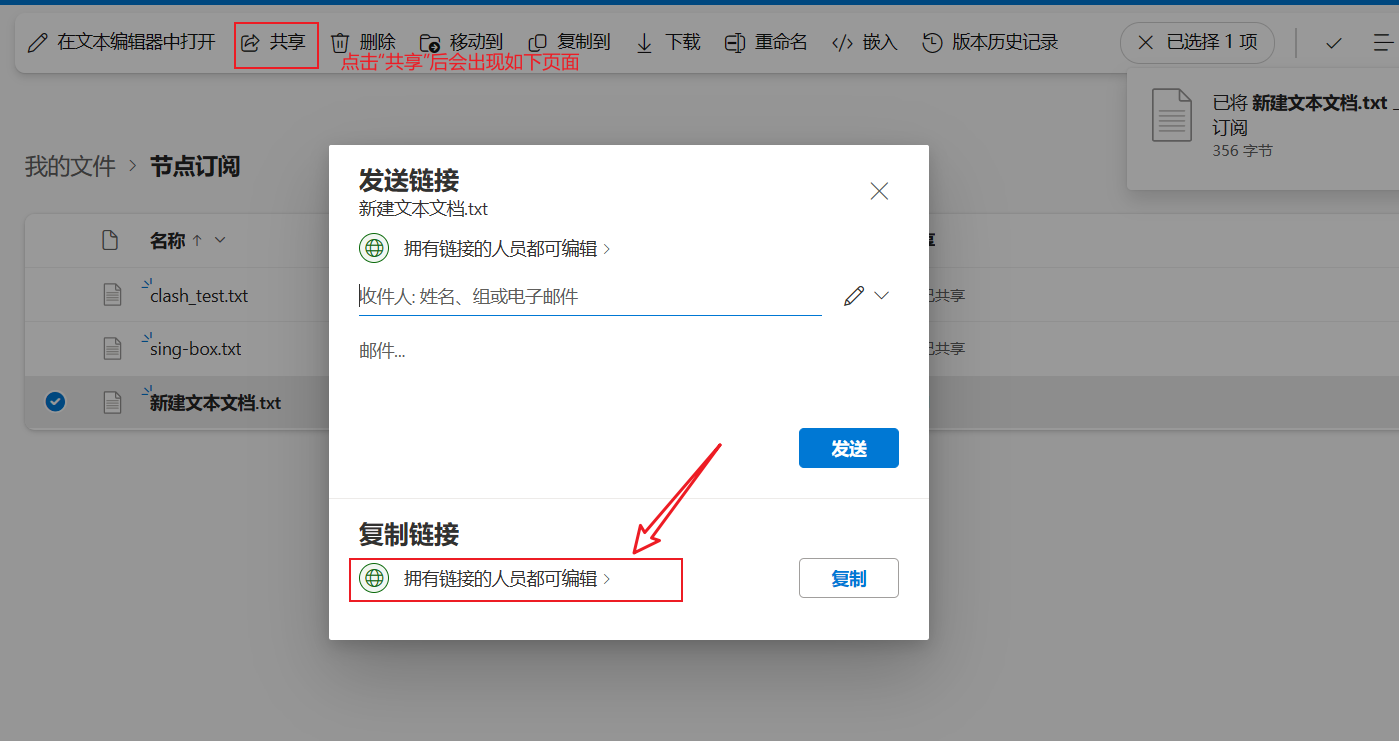 在文本编辑器中打开 共享 删除 移动到 复制到 下载 重命名 嵌入 版本历史记录 已选择 1 项
点击“共享”后会出现如下页面
已将 新建文本文档.txt
订阅
356 字节
我的文件 > 节点订阅
名称
clash_test.txt 已共享
sing-box.txt 已共享
新建文本文档.txt
发送链接
新建文本文档.txt
拥有链接的人员都可编辑
收件人: 姓名、组或电子邮件
邮件...
发送
复制链接
拥有链接的人员都可编辑
复制